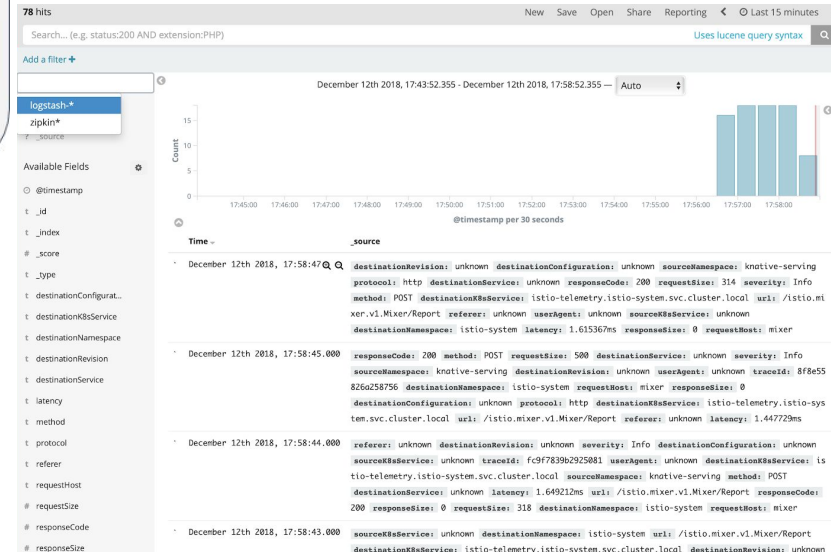 78 hits New Save Open Share Reporting Last 15 minutes
Search... (e.g. status:200 AND extension:PHP) Uses lucene query syntax
Add a filter +
December 12th 2018, 17:43:52.355 - December 12th 2018, 17:58:52.355 — Auto
logstash-*
zipkin*
? _source
Available Fields
@timestamp
t _id
t _index
# _score
t _type
t destinationConfigurat...
t destinationK8sService
t destinationNamespace
t destinationRevision
t destinationService
t latency
t method
t protocol
t referer
t requestHost
# requestSize
# responseCode
# responseSize
Count
15
10
5
0
17:45:00 17:46:00 17:47:00 17:48:00 17:49:00 17:50:00 17:51:00 17:52:00 17:53:00 17:54:00 17:55:00 17:56:00 17:57:00 17:58:00
@timestamp per 30 seconds
Time _source
December 12th 2018, 17:58:47 destinationRevision: unknown destinationConfiguration: unknown sourceNamespace: knative-serving
protocol: http destinationService: unknown responseCode: 200 requestSize: 314 severity: Info
method: POST destinationK8sService: istio-telemetry.istio-system.svc.cluster.local url: /istio.mi
xer.v1.Mixer/Report referer: unknown userAgent: unknown sourceK8sService: unknown
destinationNamespace: istio-system latency: 1.615367ms responseSize: 0 requestHost: mixer
December 12th 2018, 17:58:45.000 responseCode: 200 method: POST requestSize: 500 destinationService: unknown severity: Info
sourceNamespace: knative-serving destinationRevision: unknown userAgent: unknown traceId: 8f8e55
826a258756 destinationNamespace: istio-system requestHost: mixer responseSize: 0
destinationConfiguration: unknown protocol: http destinationK8sService: istio-telemetry.istio-sys
tem.svc.cluster.local url: /istio.mixer.v1.Mixer/Report referer: unknown latency: 1.447729ms
December 12th 2018, 17:58:44.000 referer: unknown destinationRevision: unknown severity: Info destinationConfiguration: unknown
sourceK8sService: unknown traceId: fc9f7839b2925081 userAgent: unknown destinationK8sService: is
tio-telemetry.istio-system.svc.cluster.local sourceNamespace: knative-serving method: POST
destinationService: unknown latency: 1.649212ms url: /istio.mixer.v1.Mixer/Report responseCode:
200 responseSize: 0 requestSize: 318 destinationNamespace: istio-system requestHost: mixer
December 12th 2018, 17:58:43.000 sourceK8sService: unknown destinationNamespace: istio-system url: /istio.mixer.v1.Mixer/Report
destinationK8sService: istio-telemetry.istio-system.svc.cluster.local destinationRevision: unknown